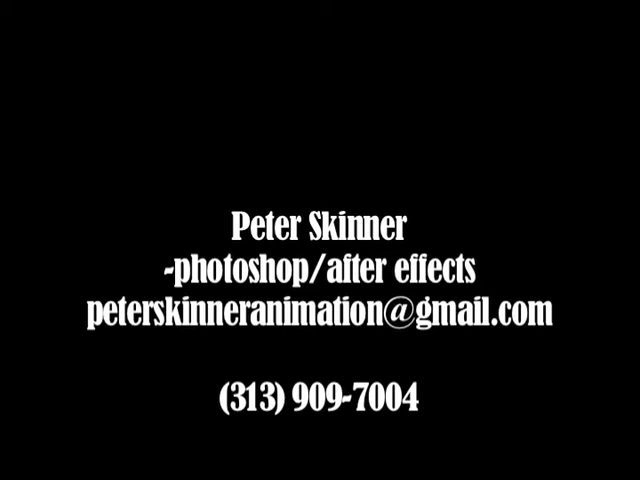 Peter Skinner
-photoshop/after effects
peterskinneranimation@gmail.com
(313) 909-7004